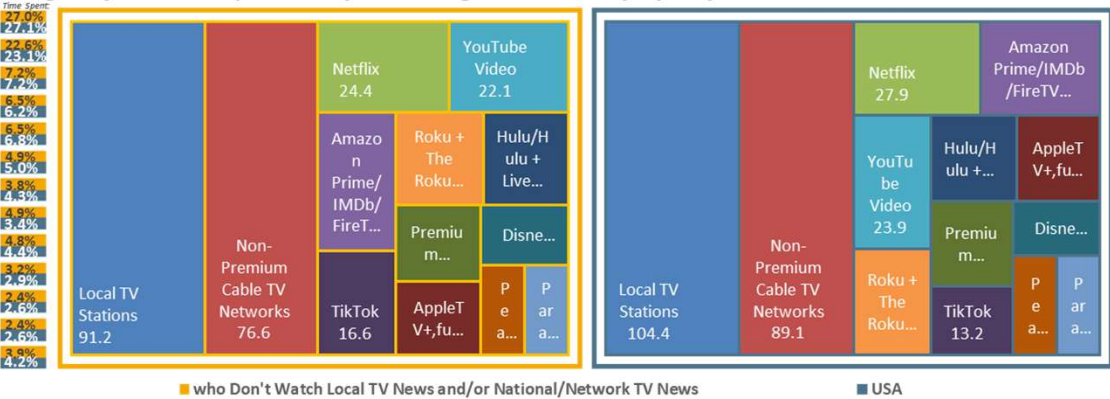 Time Spent:
27.0%
27.1%
22.6%
23.1%
7.2%
7.2%
6.5%
6.2%
6.5%
6.8%
4.9%
5.0%
3.8%
4.3%
4.9%
3.4%
4.8%
4.4%
3.2%
2.9%
2.4%
2.6%
2.4%
2.6%
3.9%
4.2%
Local TV
Stations
91.2
Non-
Premium
Cable TV
Networks
76.6
Netflix
24.4
YouTube
Video
22.1
Amazo
n
Prime/
IMDb/
FireT...
Roku +
The
Roku...
Hulu/H
ulu +
Live...
Premiu
m...
Disne...
TikTok
16.6
AppleT
V+,fu...
P
e
a...
P
ar
a...
Local TV
Stations
104.4
Non-
Premium
Cable TV
Networks
89.1
Netflix
27.9
Amazon
Prime/IMDb
/FireTV...
YouTu
be
Video
23.9
Hulu/H
ulu +...
AppleT
V+,fu...
Premiu
m...
Disne...
Roku +
The
Roku...
TikTok
13.2
P
e
a...
P
ar
a...
who Don't Watch Local TV News and/or National/Network TV News
USA